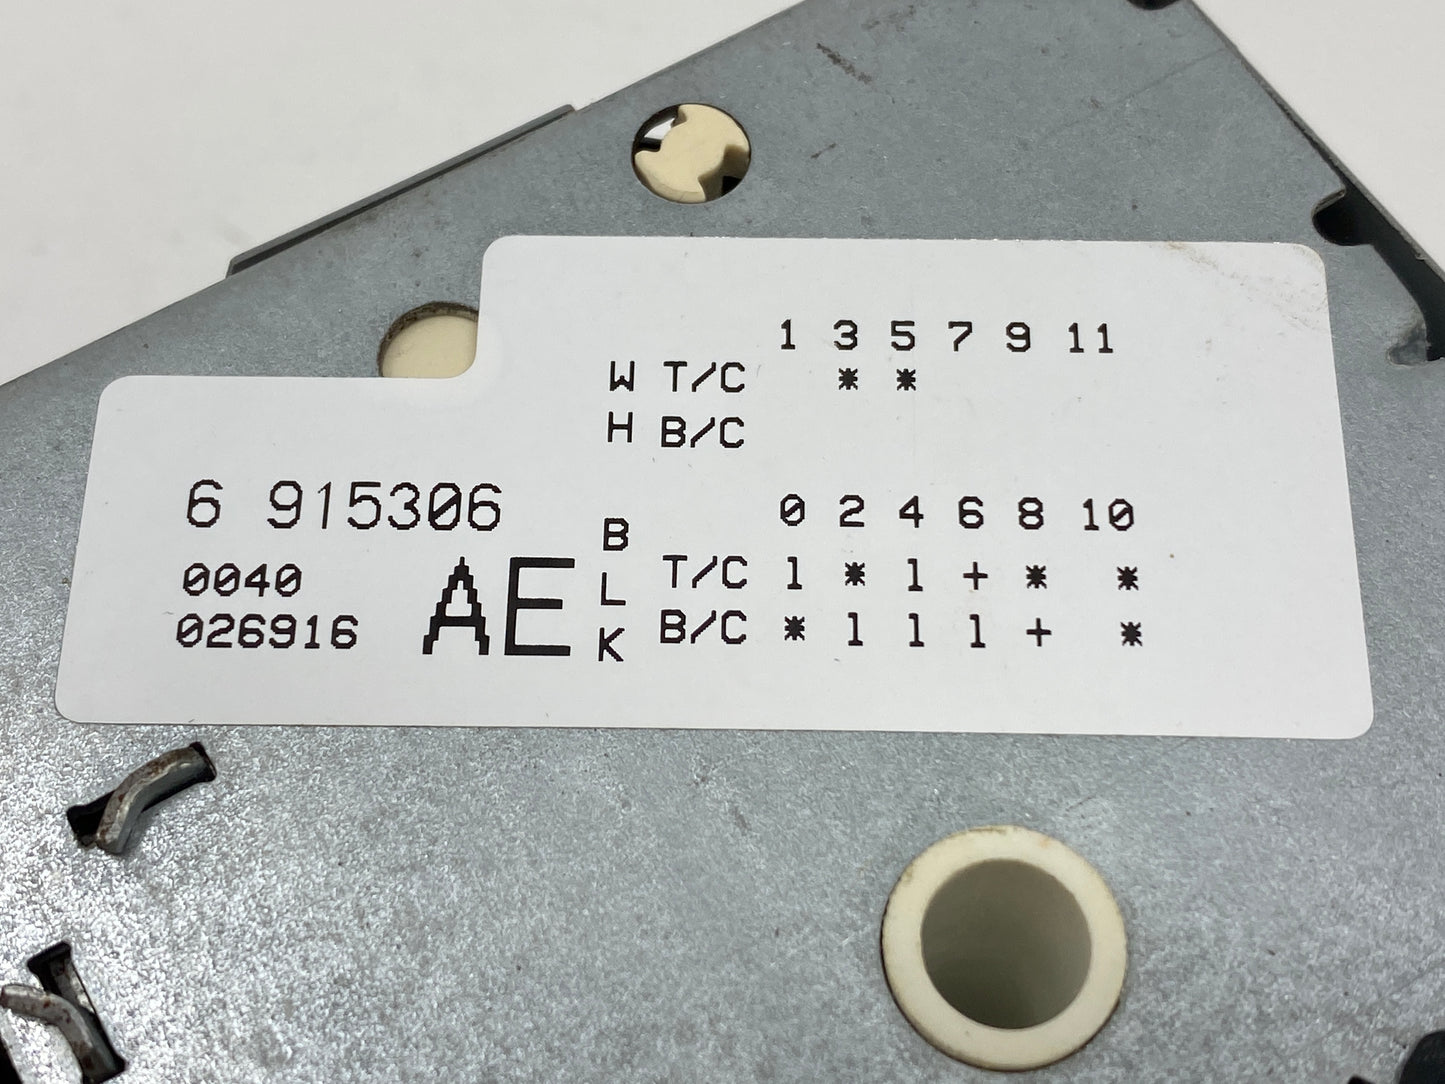 1 3 5 7 9 11
W T/C * *
H B/C
6 915306
0 2 4 6 8 10
B
0040
AE
L T/C 1 * 1 + * *
026916
K B/C * 1 1 1 + *